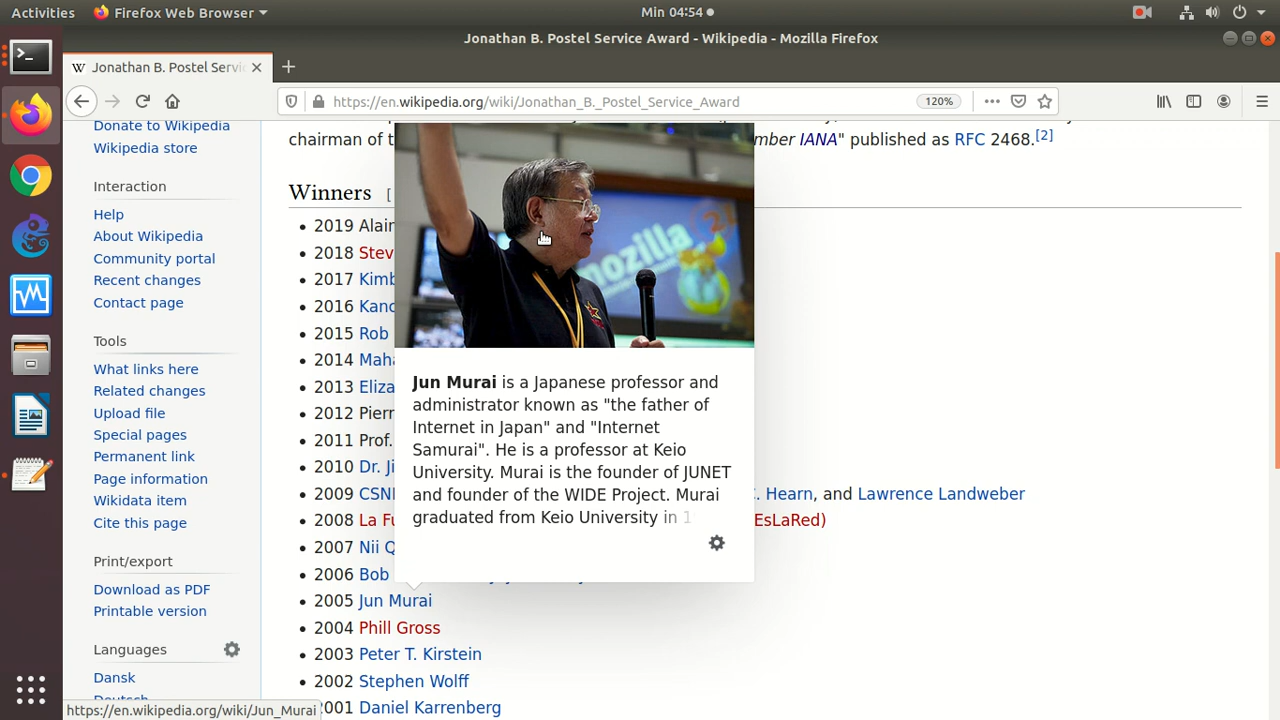 Activities Firefox Web Browser Min 04:54
Jonathan B. Postel Service Award - Wikipedia - Mozilla Firefox
W Jonathan B. Postel Servic
https://en.wikipedia.org/wiki/Jonathan_B._Postel_Service_Award 120%
Donate to Wikipedia
Wikipedia store
Interaction
Help
About Wikipedia
Community portal
Recent changes
Contact page
Tools
What links here
Related changes
Upload file
Special pages
Permanent link
Page information
Wikidata item
Cite this page
Print/export
Download as PDF
Printable version
Languages
Dansk
https://en.wikipedia.org/wiki/Jun_Murai
chairman of IANA" published as RFC 2468.[2]
Winners [
2019 Alain
2018 Stev
2017 Kimb
2016 Kanc
2015 Rob
2014 Maha
2013 Eliza
2012 Pierr
2011 Prof.
2010 Dr. Ji
2009 CSN . Hearn, and Lawrence Landweber
2008 La Fu EsLaRed)
2007 Nii Q
2006 Bob
2005 Jun Murai
2004 Phill Gross
2003 Peter T. Kirstein
2002 Stephen Wolff
2001 Daniel Karrenberg
mozilla
Jun Murai is a Japanese professor and
administrator known as "the father of
Internet in Japan" and "Internet
Samurai". He is a professor at Keio
University. Murai is the founder of JUNET
and founder of the WIDE Project. Murai
graduated from Keio University in 1